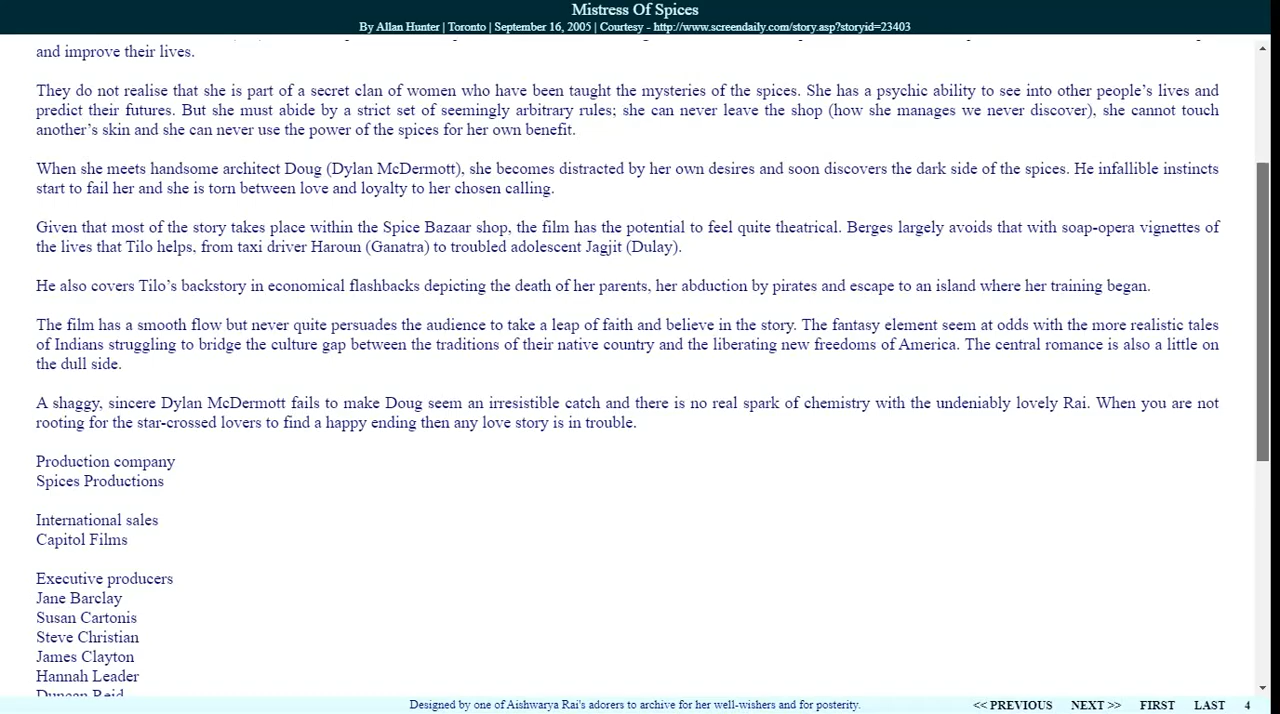 Mistress Of Spices
By Allan Hunter | Toronto | September 16, 2005 | Courtesy - http://www.screendaily.com/story.asp?storyid=23403
and improve their lives.
They do not realise that she is part of a secret clan of women who have been taught the mysteries of the spices. She has a psychic ability to see into other people’s lives and
predict their futures. But she must abide by a strict set of seemingly arbitrary rules; she can never leave the shop (how she manages we never discover), she cannot touch
another’s skin and she can never use the power of the spices for her own benefit.
When she meets handsome architect Doug (Dylan McDermott), she becomes distracted by her own desires and soon discovers the dark side of the spices. He infallible instincts
start to fail her and she is torn between love and loyalty to her chosen calling.
Given that most of the story takes place within the Spice Bazaar shop, the film has the potential to feel quite theatrical. Berges largely avoids that with soap-opera vignettes of
the lives that Tilo helps, from taxi driver Haroun (Ganatra) to troubled adolescent Jagjit (Dulay).
He also covers Tilo’s backstory in economical flashbacks depicting the death of her parents, her abduction by pirates and escape to an island where her training began.
The film has a smooth flow but never quite persuades the audience to take a leap of faith and believe in the story. The fantasy element seem at odds with the more realistic tales
of Indians struggling to bridge the culture gap between the traditions of their native country and the liberating new freedoms of America. The central romance is also a little on
the dull side.
A shaggy, sincere Dylan McDermott fails to make Doug seem an irresistible catch and there is no real spark of chemistry with the undeniably lovely Rai. When you are not
rooting for the star-crossed lovers to find a happy ending then any love story is in trouble.
Production company
Spices Productions
International sales
Capitol Films
Executive producers
Jane Barclay
Susan Cartonis
Steve Christian
James Clayton
Hannah Leader
Duncan Reid
Designed by one of Aishwarya Rai's adorers to archive for her well-wishers and for posterity.
<< PREVIOUS NEXT >> FIRST LAST 4